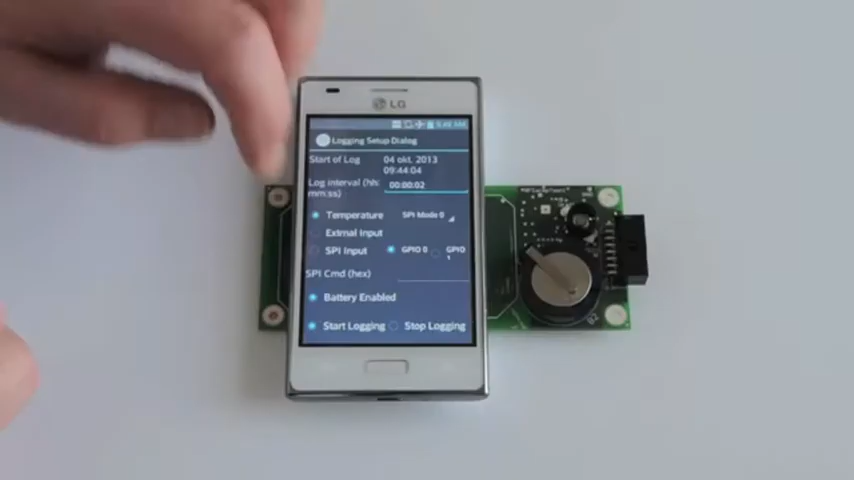 LG
Logging Setup Dialog
Start of Log 04 okt. 2013
09:44:04
Log interval (hh:
mm:ss) 00:00:02
Temperature SPI Mode 0
Extrnal Input
SPI Input GPIO 0 GPIO
1
SPI Cmd (hex)
Battery Enabled
Start Logging Stop Logging